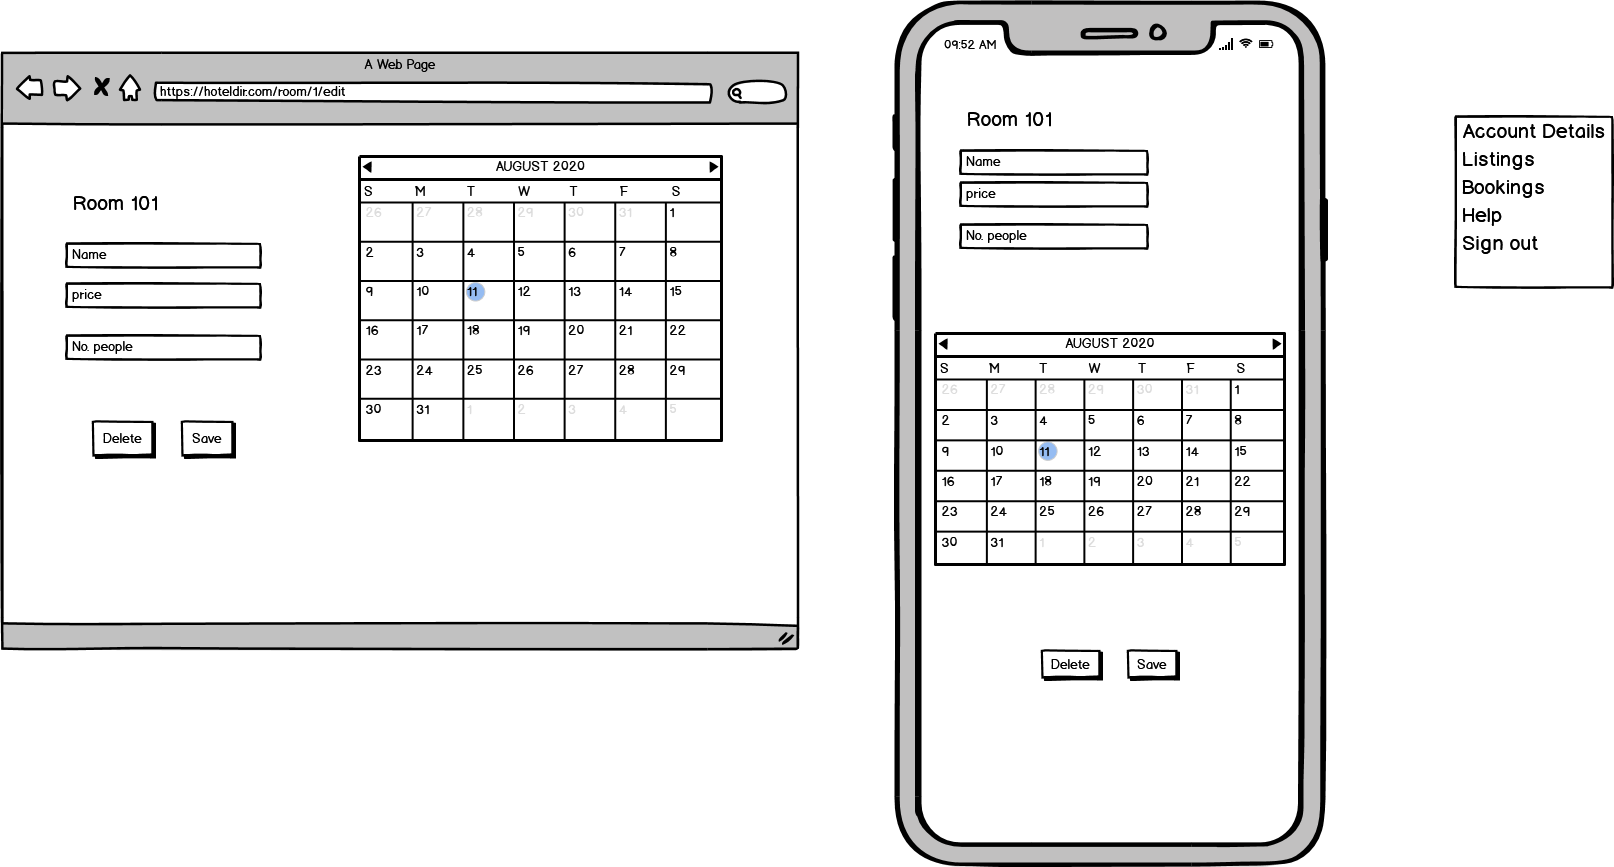 A Web Page
https://hoteldir.com/room/1/edit
Room 101
Name
price
No. people
Delete Save
AUGUST 2020
S M T W T F S
26 27 28 29 30 31 1
2 3 4 5 6 7 8
9 10 11 12 13 14 15
16 17 18 19 20 21 22
23 24 25 26 27 28 29
30 31 1 2 3 4 5
09:52 AM
Room 101
Name
price
No. people
AUGUST 2020
S M T W T F S
26 27 28 29 30 31 1
2 3 4 5 6 7 8
9 10 11 12 13 14 15
16 17 18 19 20 21 22
23 24 25 26 27 28 29
30 31 1 2 3 4 5
Delete Save
Account Details
Listings
Bookings
Help
Sign out